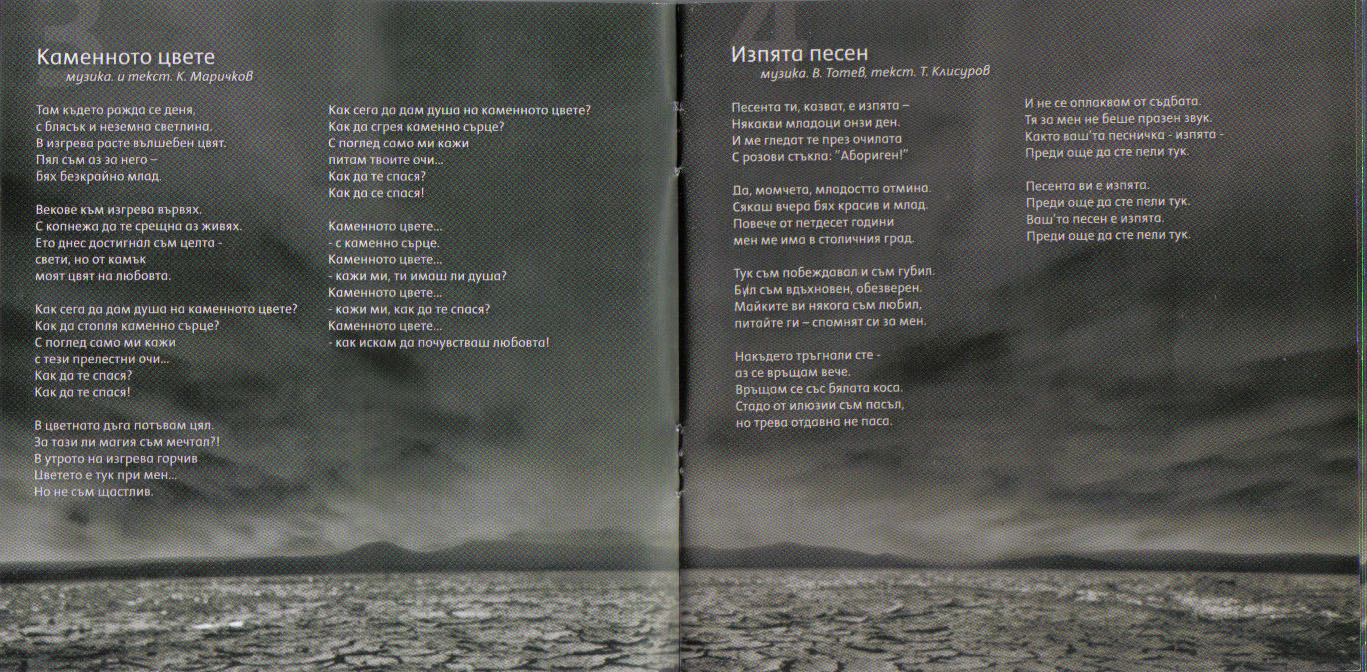 3
Каменното цвете
музика. и текст. К. Маричков
Там където ражда се деня,
с блясък и неземна светлина.
В изгрева расте вълшебен цвят.
Пял съм аз за него –
бях безкрайно млад.
Векове към изгрева вървях.
С копнежа да те срещна аз живях.
Ето днес достигнал съм целта -
свети, но от камък
моят цвят на любовта.
Как сега да дам душа на каменното цвете?
Как да стопля каменно сърце?
С поглед само ми кажи
с тези прелестни очи...
Как да те спася?
Как да те спася!
В цветната дъга потъвам цял.
За тази ли магия съм мечтал?!
В утрото на изгрева горчив
Цветето е тук при мен...
Но не съм щастлив.
Как сега да дам душа на каменното цвете?
Как да сгрея каменно сърце?
С поглед само ми кажи
питам твоите очи...
Как да те спася?
Как да се спася!
Каменното цвете...
- с каменно сърце.
Каменното цвете...
- кажи ми, ти имаш ли душа?
Каменното цвете...
- кажи ми, как да те спася?
Каменното цвете...
- как искам да почувстваш любовта!
4
Изпята песен
музика. В. Тотев, текст. Т. Клисуров
Песента ти, казват, е изпята –
Някакви младоци онзи ден.
И ме гледат те през очилата
С розови стъкла: "Абориген!"
Да, момчета, младостта отмина.
Сякаш вчера бях красив и млад.
Повече от петдесет години
мен ме има в столичния град.
Тук съм побеждавал и съм губил.
Бил съм вдъхновен, обезверен.
Майките ви някога съм любил,
питайте ги – спомнят си за мен.
Накъдето тръгнали сте -
аз се връщам вече.
Връщам се със бялата коса.
Стадо от илюзии съм пасъл,
но трева отдавна не паса.
И не се оплаквам от съдбата.
Тя за мен не беше празен звук.
Както ваш'та песничка - изпята -
Преди още да сте пели тук.
Песента ви е изпята.
Преди още да сте пели тук.
Ваш'та песен е изпята.
Преди още да сте пели тук.